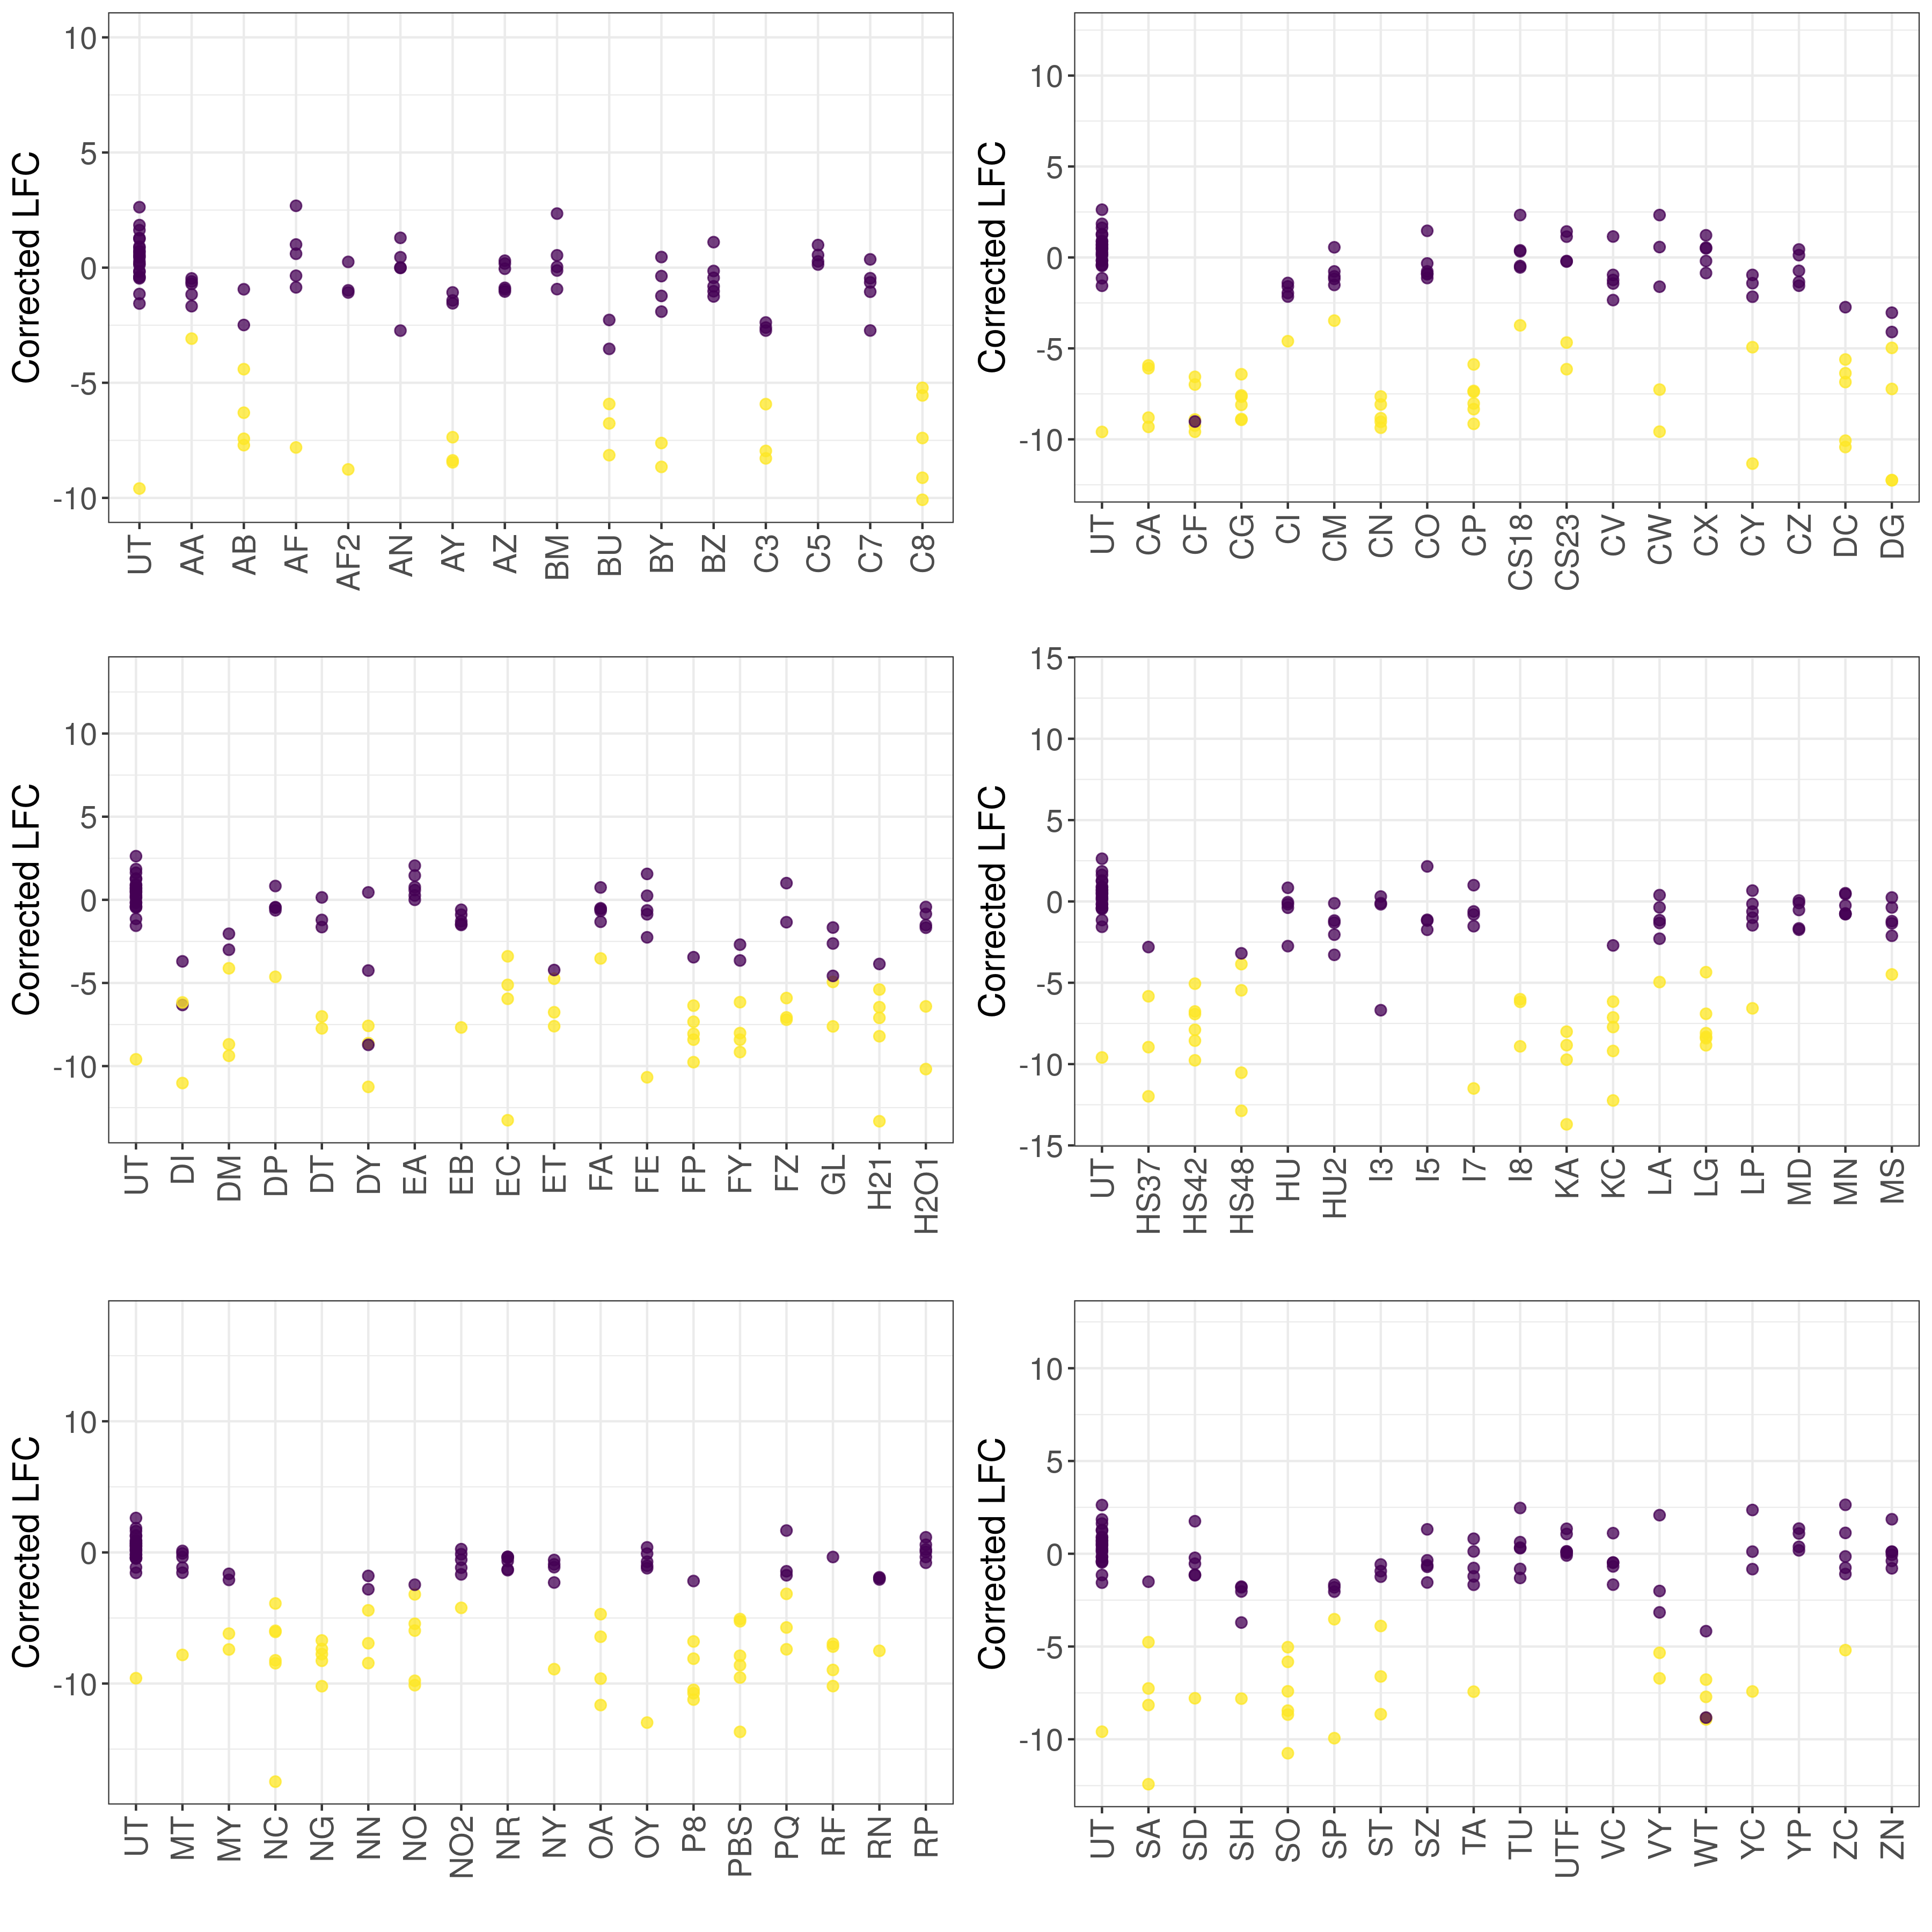 Corrected LFC
10
5
0
-5
-10
UT AA AB AF AF2 AN AY AZ BM BU BY BZ C3 C5 C7 C8
Corrected LFC
10
5
0
-5
-10
UT CA CF CG CI CM CN CO CP CS18 CS23 CV CW CX CY CZ DC DG
Corrected LFC
10
5
0
-5
-10
UT DI DM DP DT DY EA EB EC ET FA FE FP FY FZ GL H21 H2O1
Corrected LFC
15
10
5
0
-5
-10
-15
UT HS37 HS42 HS48 HU HU2 I3 I5 I7 I8 KA KC LA LG LP MD MN MS
Corrected LFC
10
0
-10
UT MT MY NC NG NN NO NO2 NR NY OA OY P8 PBS PQ RF RN RP
Corrected LFC
10
5
0
-5
-10
UT SA SD SH SO SP ST SZ TA TU UTF VC VY WT YC YP ZC ZN